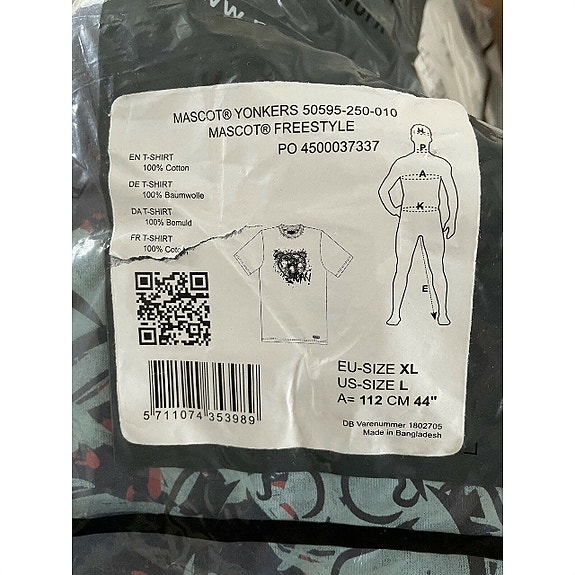 MASCOT® YONKERS 50595-250-010
MASCOT® FREESTYLE
PO 4500037337
EN T-SHIRT
100% Cotton
DE T-SHIRT
100% Baumwolle
DA T-SHIRT
100% Bomuld
FR T-SHIRT
100% Coto
H
P
A
K
E
EU-SIZE XL
US-SIZE L
A= 112 CM 44"
5 711074 353989
DB Varenummer 1802705
Made in Bangladesh